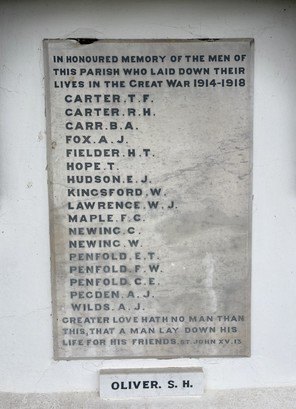 IN HONOURED MEMORY OF THE MEN OF
THIS PARISH WHO LAID DOWN THEIR
LIVES IN THE GREAT WAR 1914-1918
CARTER. T. F.
CARTER. R. H.
CARR. B. A.
FOX. A. J.
FIELDER. H. T.
HOPE. T.
HUDSON. E. J.
KINGSFORD. W.
LAWRENCE. W. J.
MAPLE. F. C.
NEWING. C.
NEWING. W.
PENFOLD. E. T.
PENFOLD. F. W.
PENFOLD. G. E.
PEGDEN. A. J.
WILDS. A. J.
GREATER LOVE HATH NO MAN THAN
THIS, THAT A MAN LAY DOWN HIS
LIFE FOR HIS FRIENDS. ST. JOHN XV. 13
OLIVER. S. H.